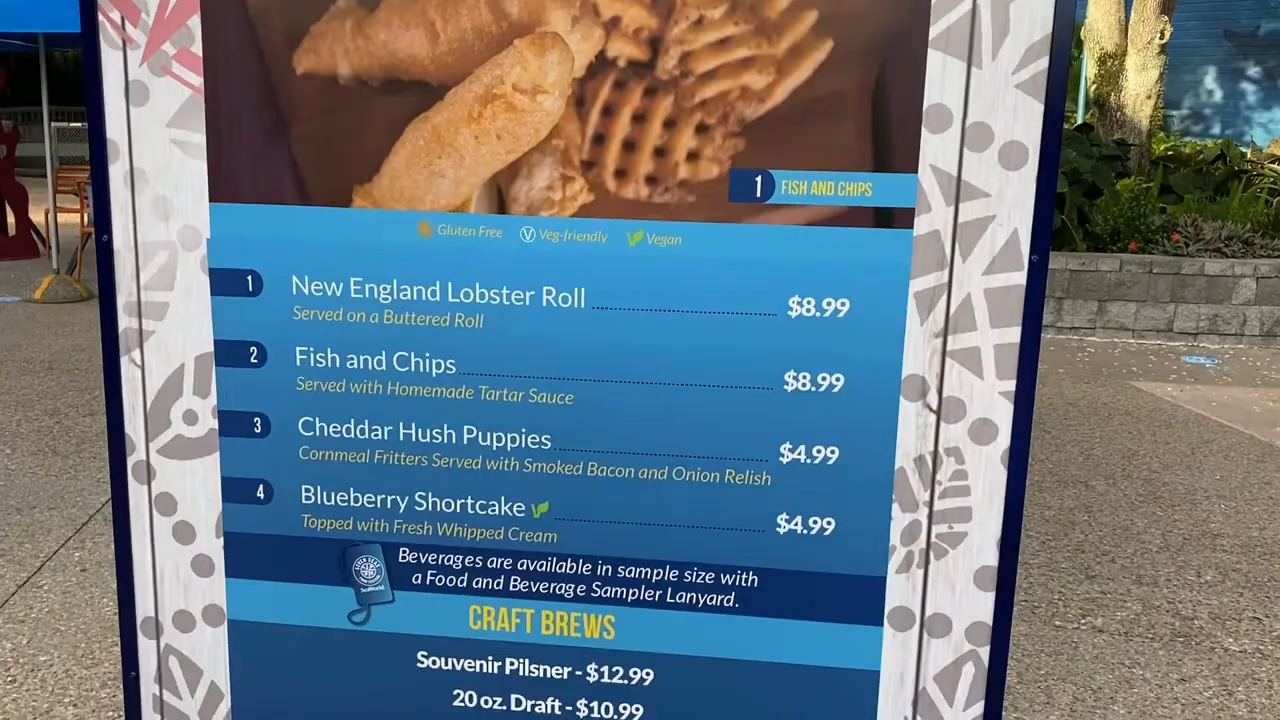 1 FISH AND CHIPS
Gluten Free Veg-friendly Vegan
1 New England Lobster Roll $8.99
Served on a Buttered Roll
2 Fish and Chips $8.99
Served with Homemade Tartar Sauce
3 Cheddar Hush Puppies $4.99
Cornmeal Fritters Served with Smoked Bacon and Onion Relish
4 Blueberry Shortcake $4.99
Topped with Fresh Whipped Cream
Beverages are available in sample size with
a Food and Beverage Sampler Lanyard.
SeaWorld
CRAFT BREWS
Souvenir Pilsner - $12.99
20 oz. Draft - $10.99